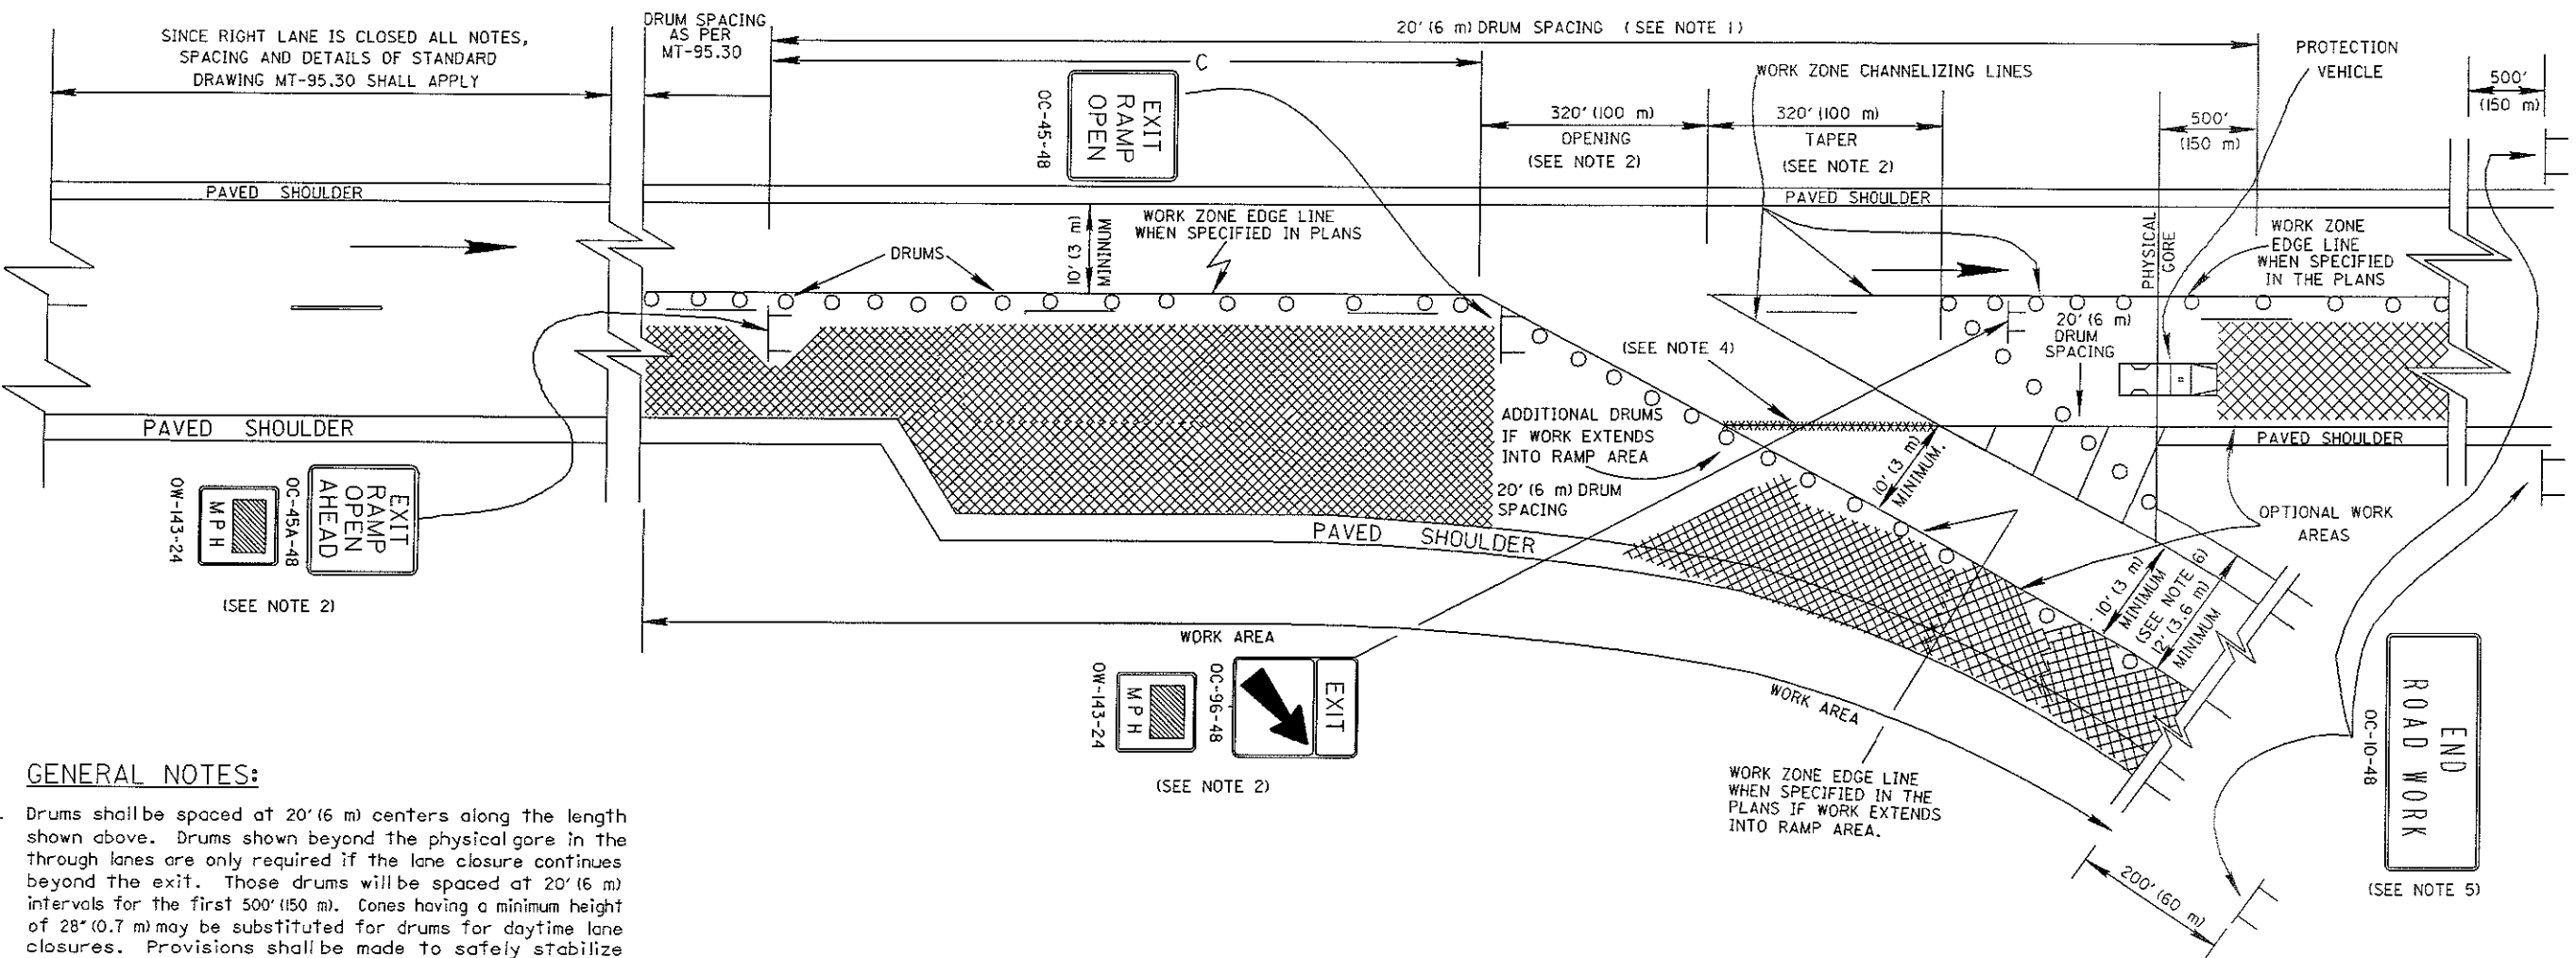 SINCE RIGHT LANE IS CLOSED ALL NOTES,
SPACING AND DETAILS OF STANDARD
DRAWING MT-95.30 SHALL APPLY
DRUM SPACING
AS PER
MT-95.30
20' (6 m) DRUM SPACING (SEE NOTE 1)
C
EXIT
RAMP
OPEN
OC-45-48
WORK ZONE CHANNELIZING LINES
320' (100 m)
OPENING
(SEE NOTE 2)
320' (100 m)
TAPER
(SEE NOTE 2)
500'
(150 m)
PROTECTION
VEHICLE
500'
(150 m)
PAVED SHOULDER
PAVED SHOULDER
DRUMS
10' (3 m)
MINIMUM
WORK ZONE EDGE LINE
WHEN SPECIFIED IN PLANS
PHYSICAL
GORE
WORK ZONE
EDGE LINE
WHEN SPECIFIED
IN THE PLANS
20' (6 m)
DRUM
SPACING
(SEE NOTE 4)
ADDITIONAL DRUMS
IF WORK EXTENDS
INTO RAMP AREA
20' (6 m) DRUM
SPACING
10' (3 m)
MINIMUM.
PAVED SHOULDER
PAVED SHOULDER
PAVED SHOULDER
OPTIONAL WORK
AREAS
10' (3 m)
MINIMUM
(SEE NOTE 6)
12' (3.6 m)
MINIMUM
EXIT
RAMP
OPEN
AHEAD
OC-45A-48
MPH
OW-143-24
(SEE NOTE 2)
WORK AREA
EXIT
OC-96-48
MPH
OW-143-24
(SEE NOTE 2)
WORK AREA
WORK ZONE EDGE LINE
WHEN SPECIFIED IN THE
PLANS IF WORK EXTENDS
INTO RAMP AREA.
200' (60 m)
END
ROAD WORK
OC-10-48
(SEE NOTE 5)
GENERAL NOTES:
Drums shall be spaced at 20' (6 m) centers along the length
shown above. Drums shown beyond the physical gore in the
through lanes are only required if the lane closure continues
beyond the exit. Those drums will be spaced at 20' (6 m)
intervals for the first 500' (150 m). Cones having a minimum height
of 28" (0.7 m) may be substituted for drums for daytime lane
closures. Provisions shall be made to safely stabilize